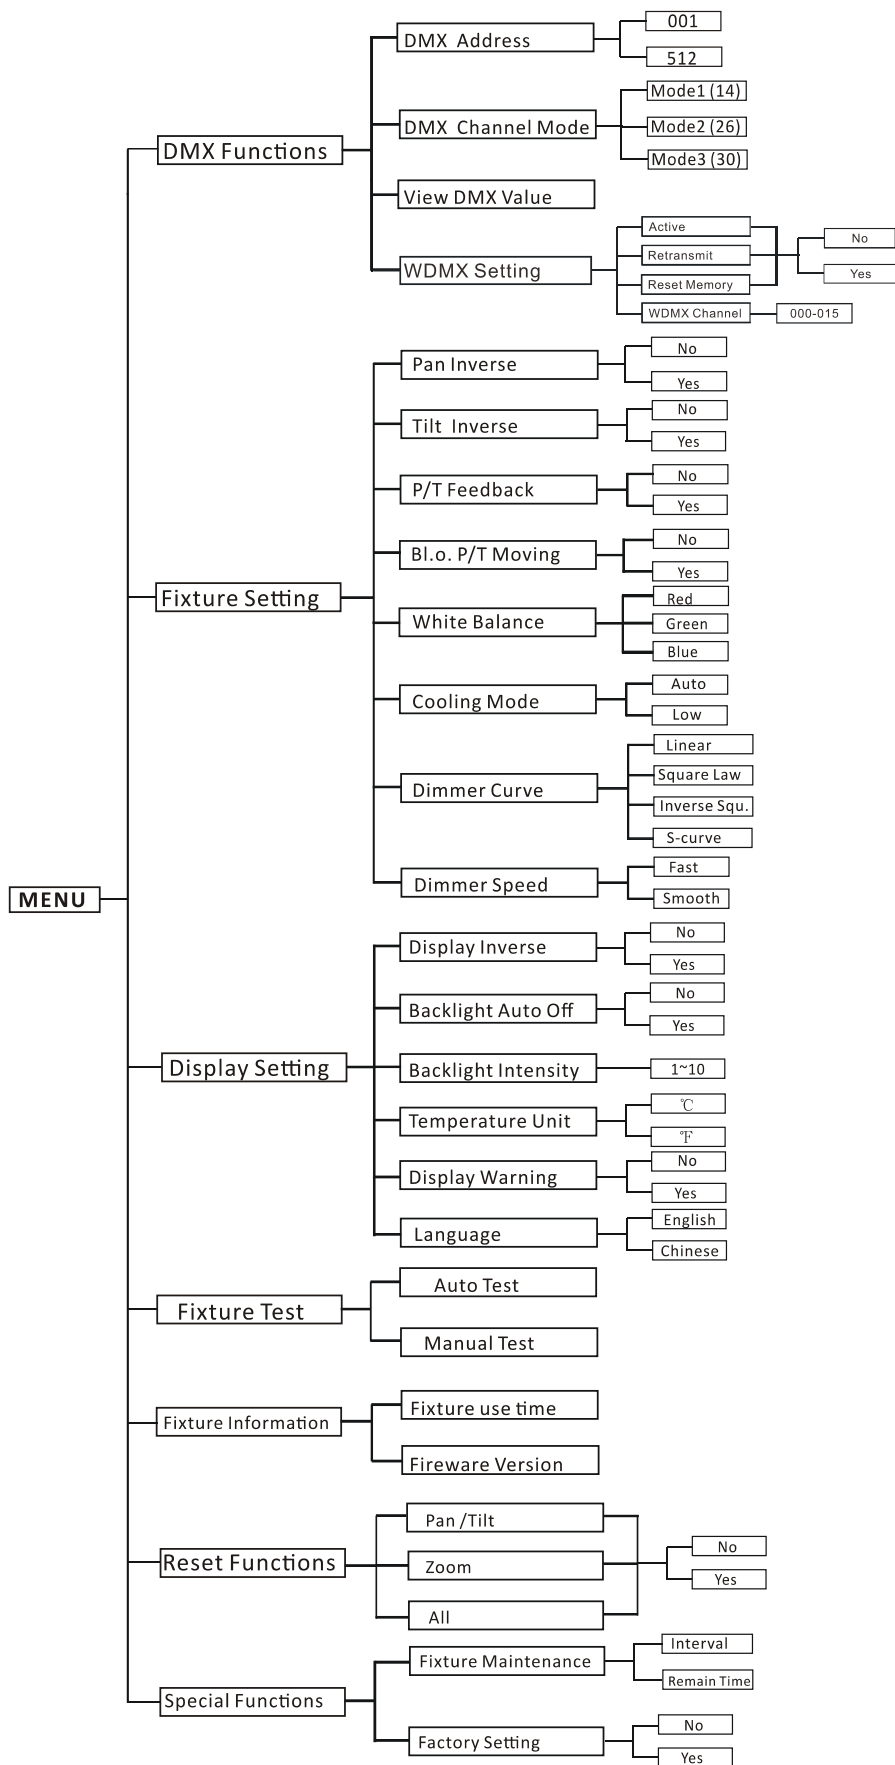 MENU
DMX Functions
DMX Address
001
512
DMX Channel Mode
Mode1 (14)
Mode2 (26)
Mode3 (30)
View DMX Value
WDMX Setting
Active
Retransmit
Reset Memory
No
Yes
WDMX Channel
000-015
Fixture Setting
Pan Inverse
No
Yes
Tilt Inverse
No
Yes
P/T Feedback
No
Yes
Bl.o. P/T Moving
No
Yes
White Balance
Red
Green
Blue
Cooling Mode
Auto
Low
Dimmer Curve
Linear
Square Law
Inverse Squ.
S-curve
Dimmer Speed
Fast
Smooth
Display Setting
Display Inverse
No
Yes
Backlight Auto Off
No
Yes
Backlight Intensity
1~10
Temperature Unit
℃
℉
Display Warning
No
Yes
Language
English
Chinese
Fixture Test
Auto Test
Manual Test
Fixture Information
Fixture use time
Fireware Version
Reset Functions
Pan /Tilt
Zoom
All
No
Yes
Special Functions
Fixture Maintenance
Interval
Remain Time
Factory Setting
No
Yes